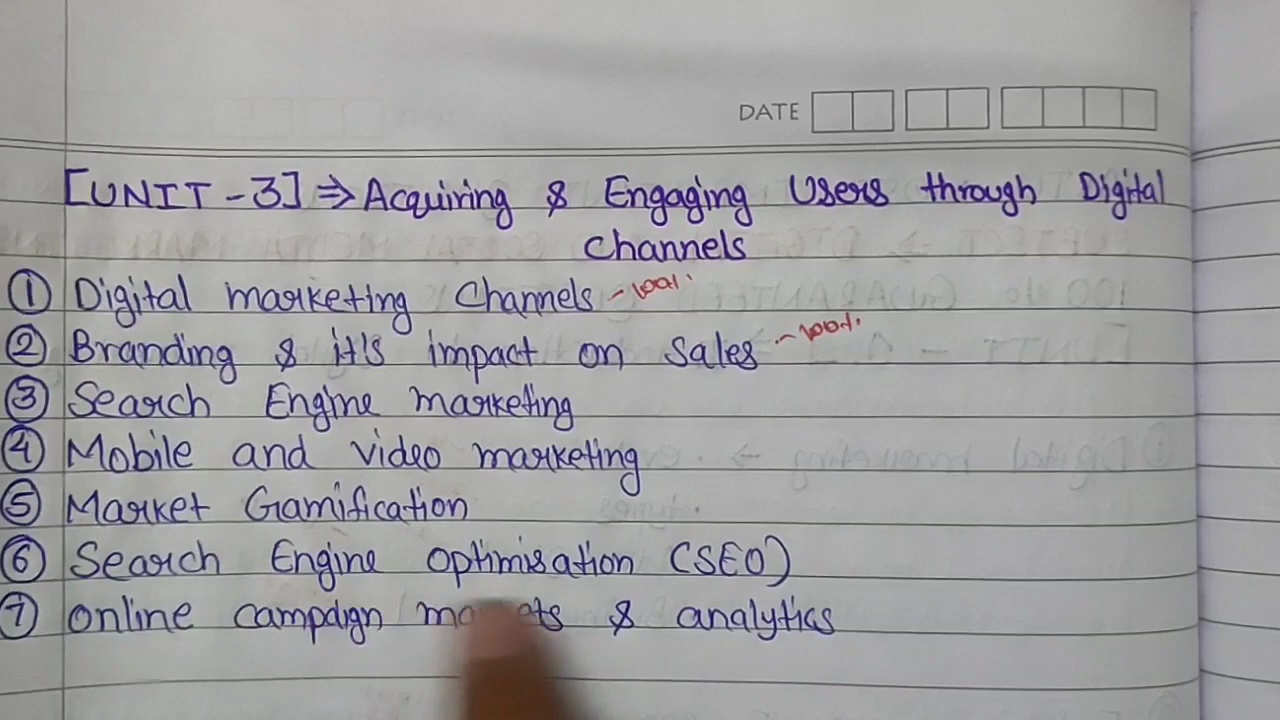 DATE
[UNIT-3] ⇒ Acquiring & Engaging Users through Digital
Channels
① Digital marketing Channels - 100%
② Branding & it's impact on Sales - 100%
③ Search Engine marketing
④ Mobile and video marketing
⑤ Market Gamification
⑥ Search Engine optimisation (SEO)
⑦ online campaign & analytics